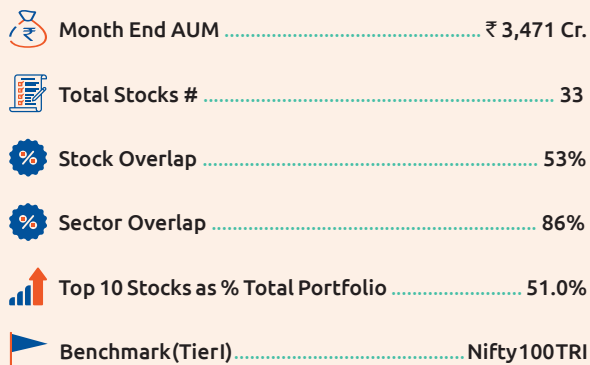 Month End AUM ................................................ ₹ 3,471 Cr.
Total Stocks # ................................................................ 33
Stock Overlap ............................................................. 53%
Sector Overlap ............................................................ 86%
Top 10 Stocks as % Total Portfolio ........................ 51.0%
Benchmark(TierI) .......................................... Nifty100TRI